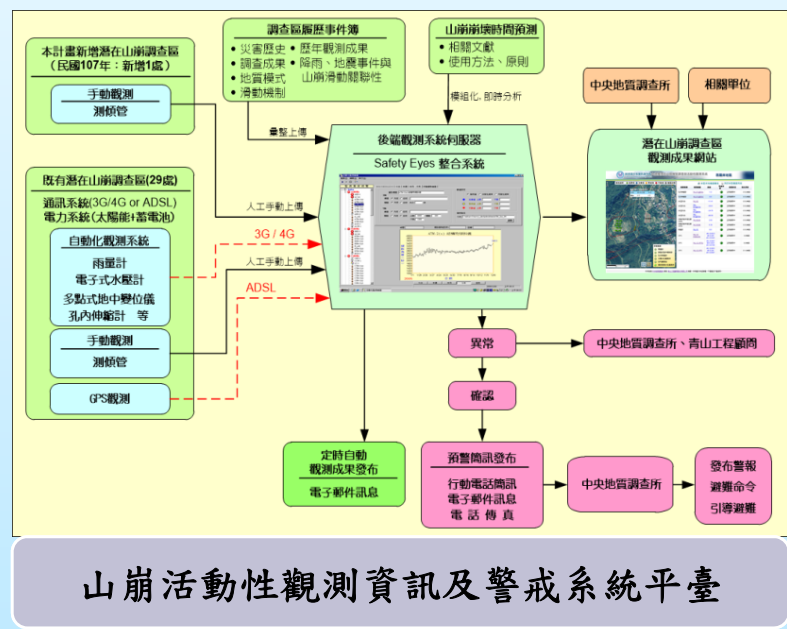 本計畫新增潛在山崩調查區
（民國107年：新增1處）
手動觀測
測傾管
調查區履歷事件簿
• 災害歷史 • 歷年觀測成果
• 調查成果 • 降雨、地震事件與
• 地質模式 山崩滑動關聯性
• 滑動機制
山崩崩壞時間預測
• 相關文獻
• 使用方法、原則
彙整上傳
模組化、即時分析
中央地質調查所
相關單位
後端觀測系統伺服器
Safety Eyes 整合系統
潛在山崩調查區
觀測成果網站
既有潛在山崩調查區(29處)
通訊系統(3G/4G or ADSL)
電力系統(太陽能+蓄電池)
自動化觀測系統
雨量計
電子式水壓計
多點式地中變位儀
孔內伸縮計 等
手動觀測
測傾管
GPS觀測
人工手動上傳
3G / 4G
人工手動上傳
ADSL
異常
中央地質調查所、青山工程顧問
確認
定時自動
觀測成果發布
電子郵件訊息
預警簡訊發布
行動電話簡訊
電子郵件訊息
電 話 傳 真
中央地質調查所
發布警報
避難命令
引導避難
山崩活動性觀測資訊及警戒系統平臺